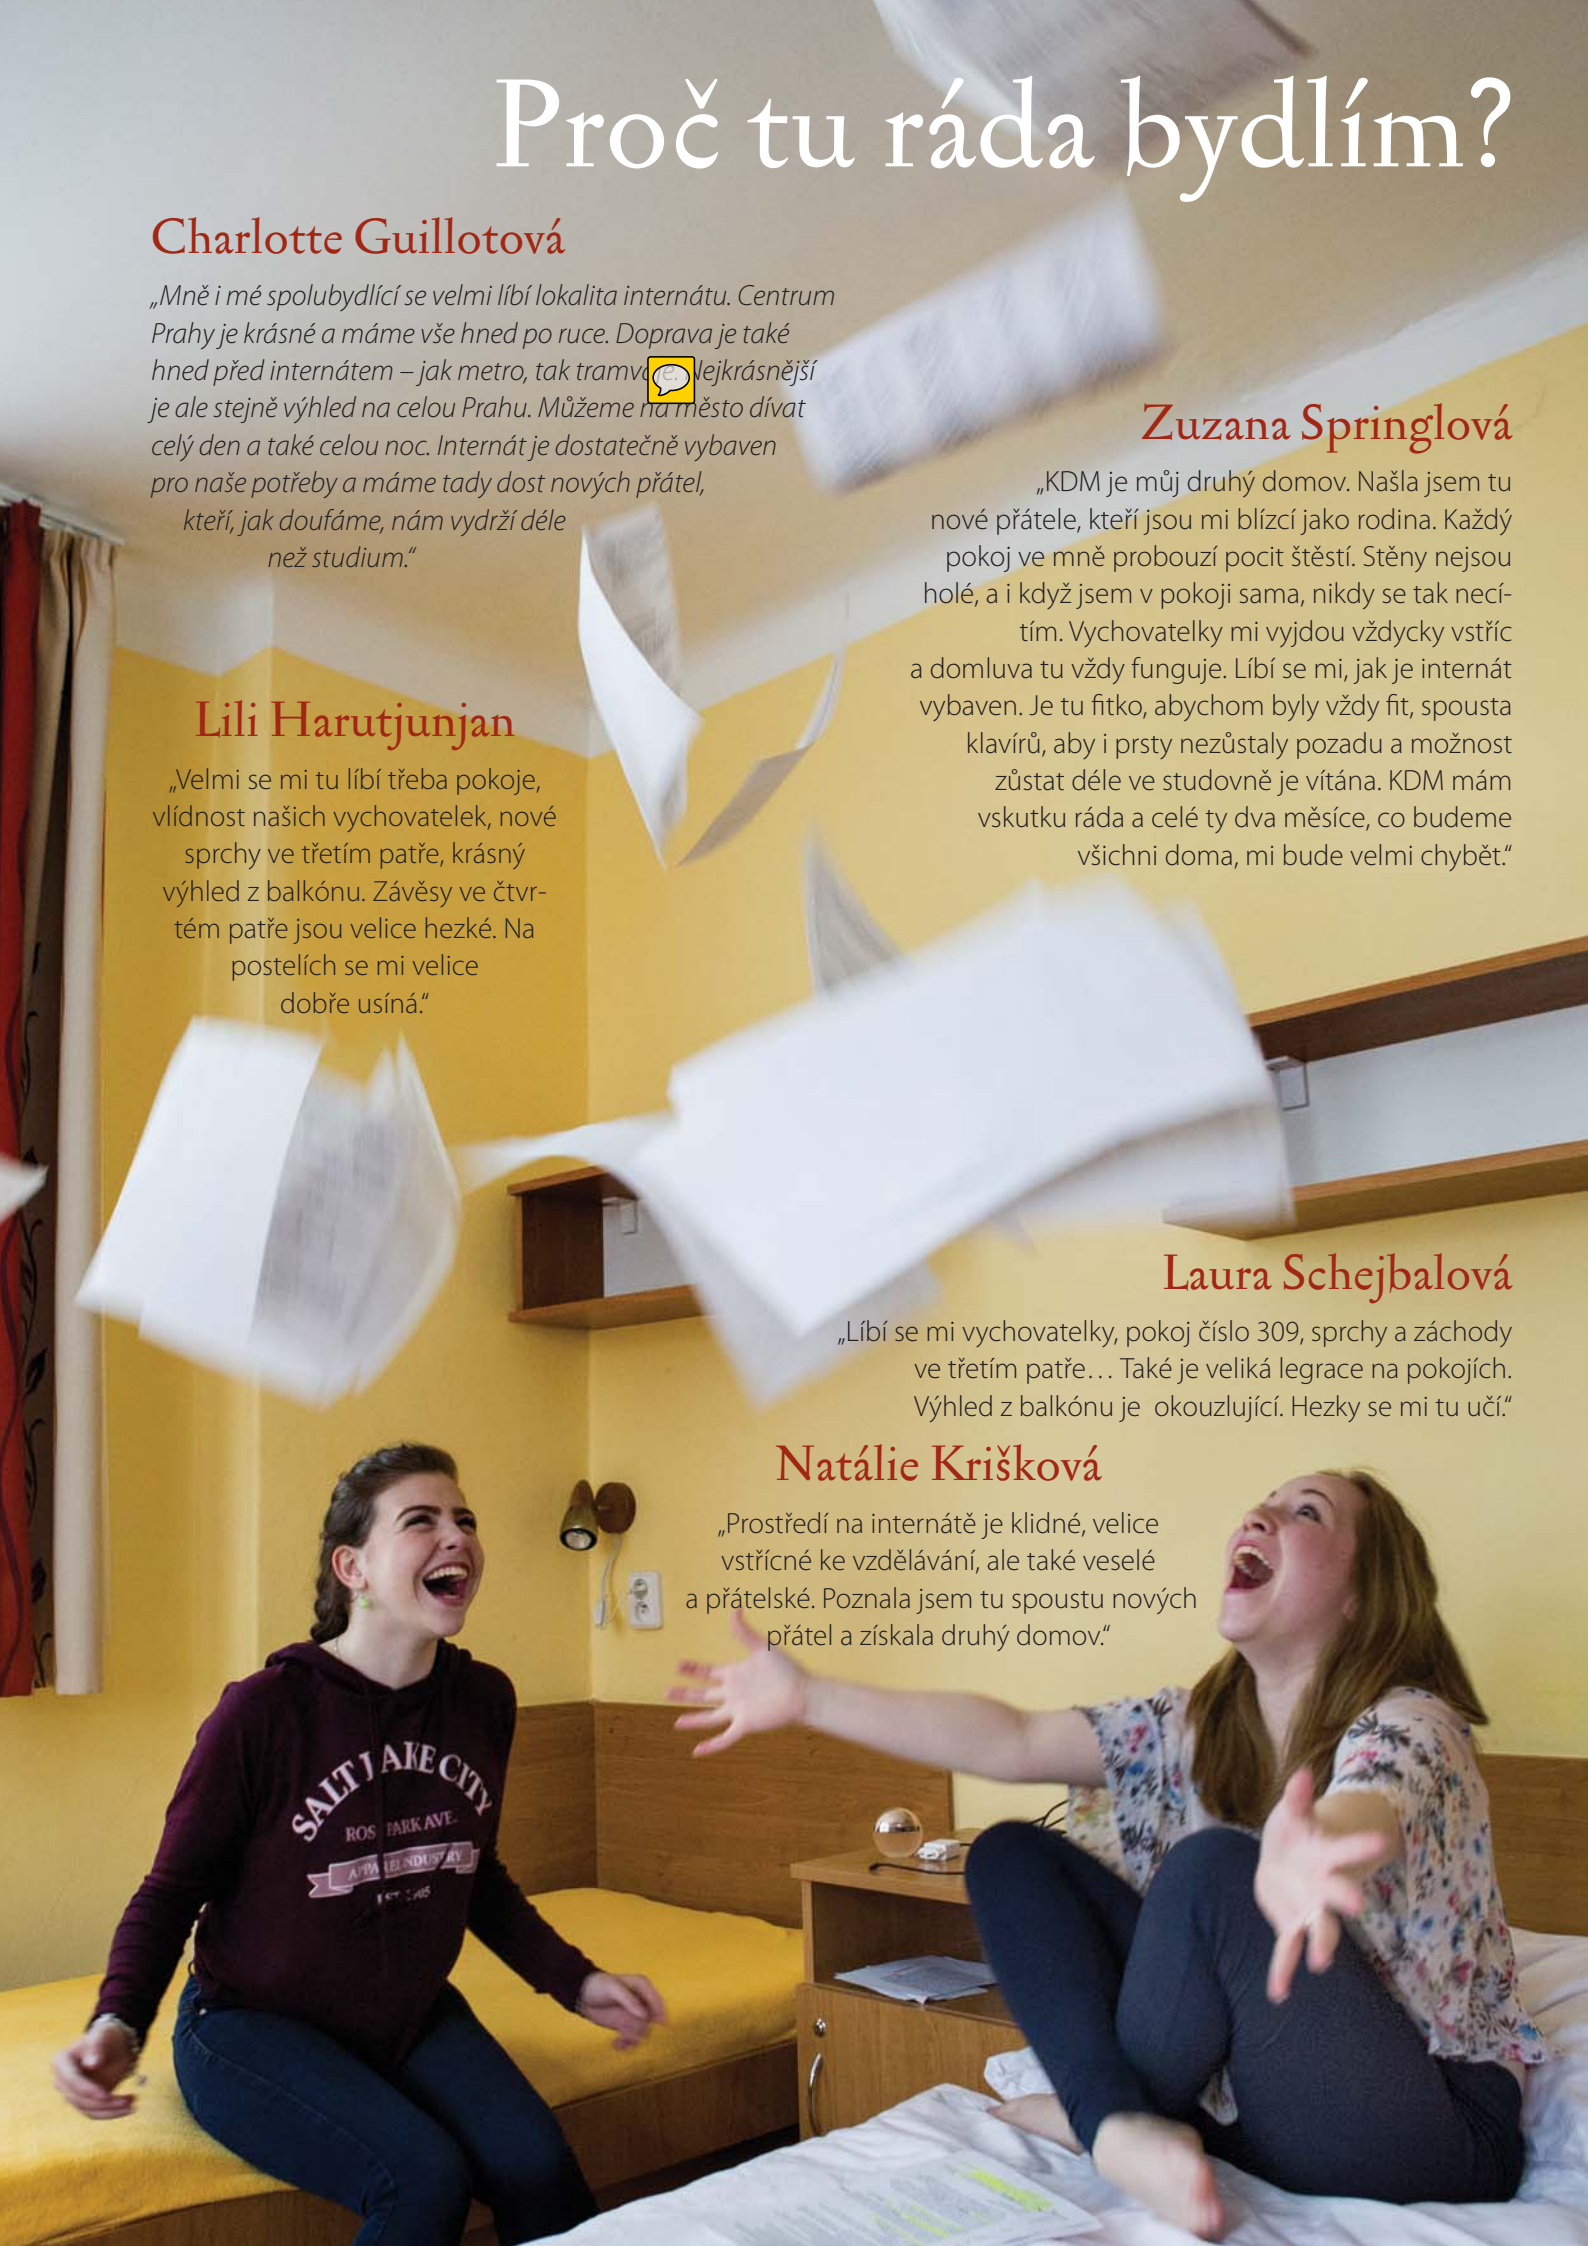 Proč tu ráda bydlím?
Charlotte Guillotová
„Mně i mé spolubydlící se velmi líbí lokalita internátu. Centrum
Prahy je krásné a máme vše hned po ruce. Doprava je také
hned před internátem – jak metro, tak tramvaje. Nejkrásnější
je ale stejně výhled na celou Prahu. Můžeme na město dívat
celý den a také celou noc. Internát je dostatečně vybaven
pro naše potřeby a máme tady dost nových přátel,
kteří, jak doufáme, nám vydrží déle
než studium.“
Zuzana Springlová
„KDM je můj druhý domov. Našla jsem tu
nové přátele, kteří jsou mi blízcí jako rodina. Každý
pokoj ve mně probouzí pocit štěstí. Stěny nejsou
holé, a i když jsem v pokoji sama, nikdy se tak necí-
tím. Vychovatelky mi vyjdou vždycky vstříc
a domluva tu vždy funguje. Líbí se mi, jak je internát
vybaven. Je tu fitko, abychom byly vždy fit, spousta
klavírů, aby i prsty nezůstaly pozadu a možnost
zůstat déle ve studovně je vítána. KDM mám
vskutku ráda a celé ty dva měsíce, co budeme
všichni doma, mi bude velmi chybět.“
Lili Harutjunjan
„Velmi se mi tu líbí třeba pokoje,
vlídnost našich vychovatelek, nové
sprchy ve třetím patře, krásný
výhled z balkónu. Závěsy ve čtvr-
tém patře jsou velice hezké. Na
postelích se mi velice
dobře usíná.“
Laura Schejbalová
„Líbí se mi vychovatelky, pokoj číslo 309, sprchy a záchody
ve třetím patře… Také je veliká legrace na pokojích.
Výhled z balkónu je okouzlující. Hezky se mi tu učí.“
Natálie Krišková
„Prostředí na internátě je klidné, velice
vstřícné ke vzdělávání, ale také veselé
a přátelské. Poznala jsem tu spoustu nových
přátel a získala druhý domov.“
SALT LAKE CITY
PARK AVE.
APPAREL INDUSTRY